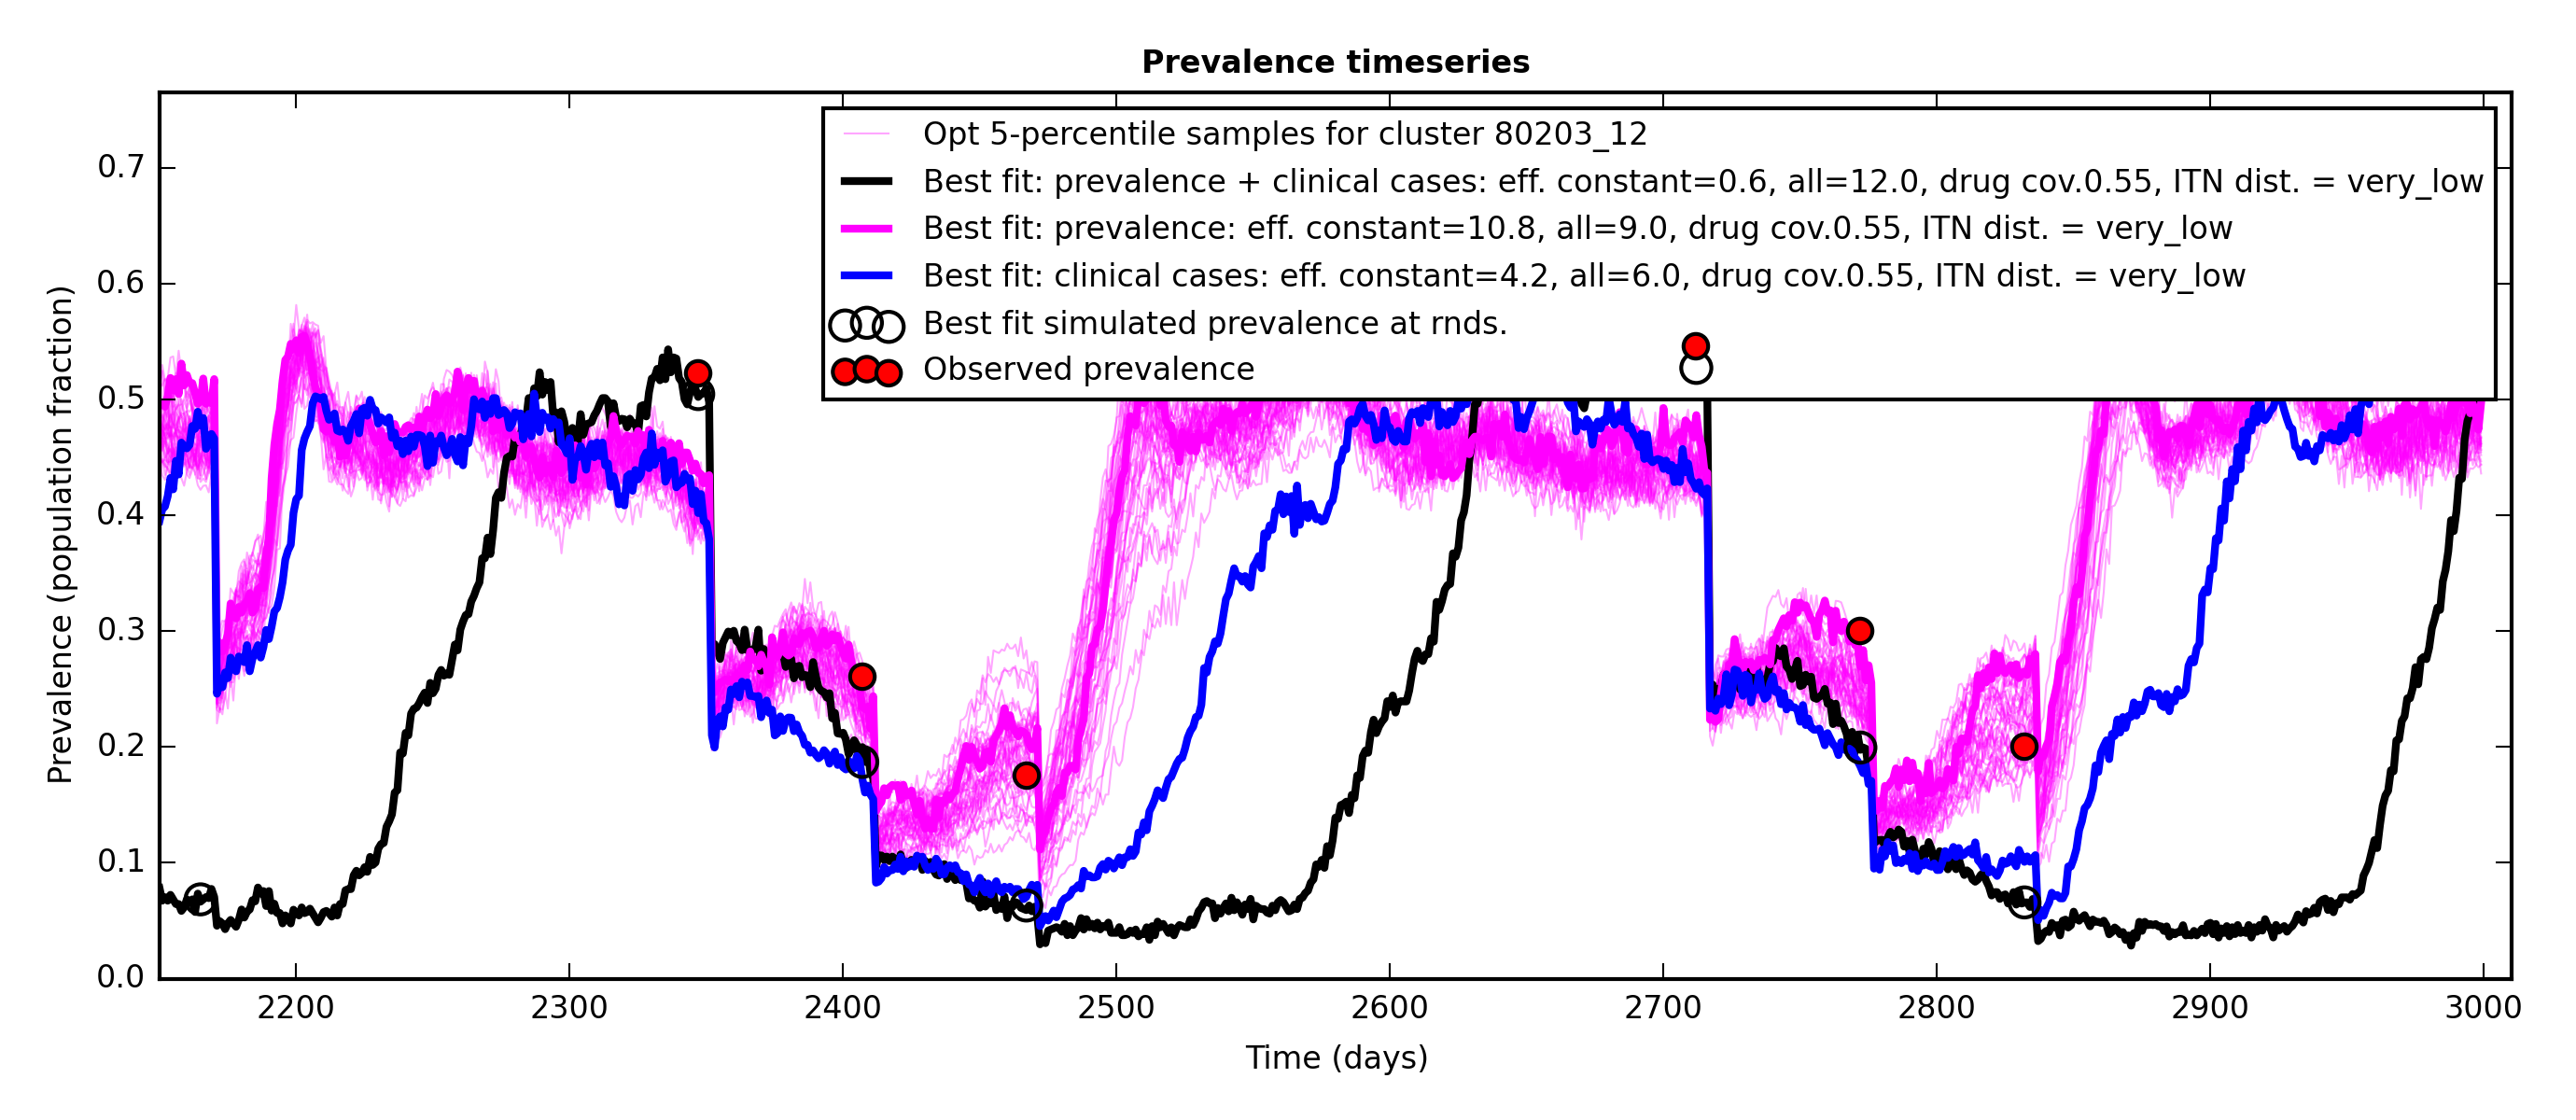 Prevalence timeseries
Opt 5-percentile samples for cluster 80203_12
Best fit: prevalence + clinical cases: eff. constant=0.6, all=12.0, drug cov.0.55, ITN dist. = very_low
Best fit: prevalence: eff. constant=10.8, all=9.0, drug cov.0.55, ITN dist. = very_low
Best fit: clinical cases: eff. constant=4.2, all=6.0, drug cov.0.55, ITN dist. = very_low
Best fit simulated prevalence at rnds.
Observed prevalence
Prevalence (population fraction)
0.7
0.6
0.5
0.4
0.3
0.2
0.1
0.0
2200 2300 2400 2500 2600 2700 2800 2900 3000
Time (days)